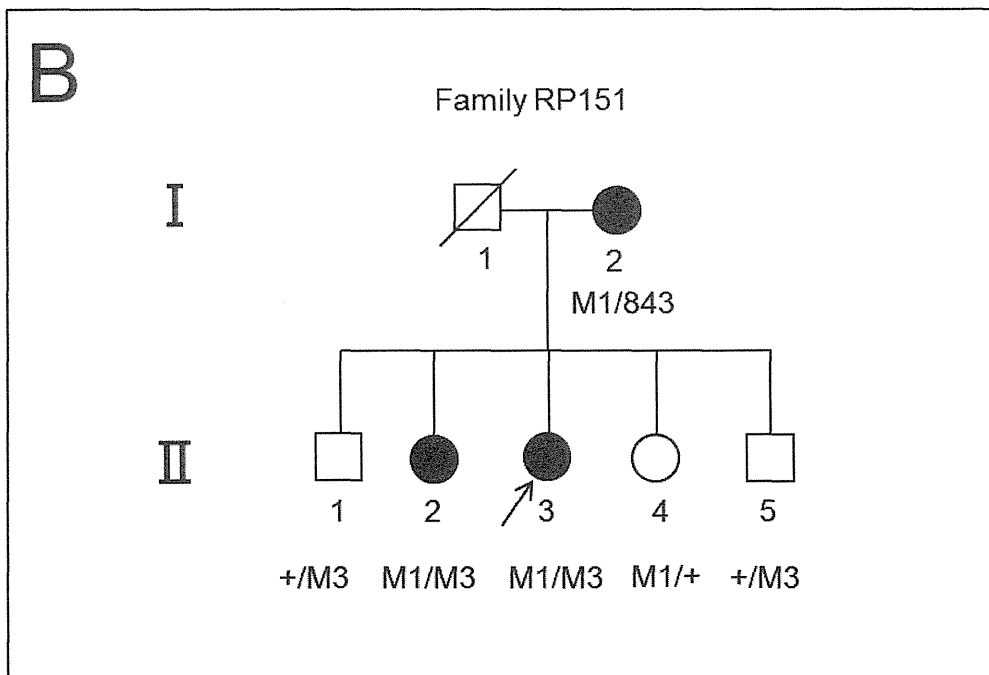 B
Family RP151
I
1 2
M1/843
II
1 2 3 4 5
+/M3 M1/M3 M1/M3 M1/+ +/M3